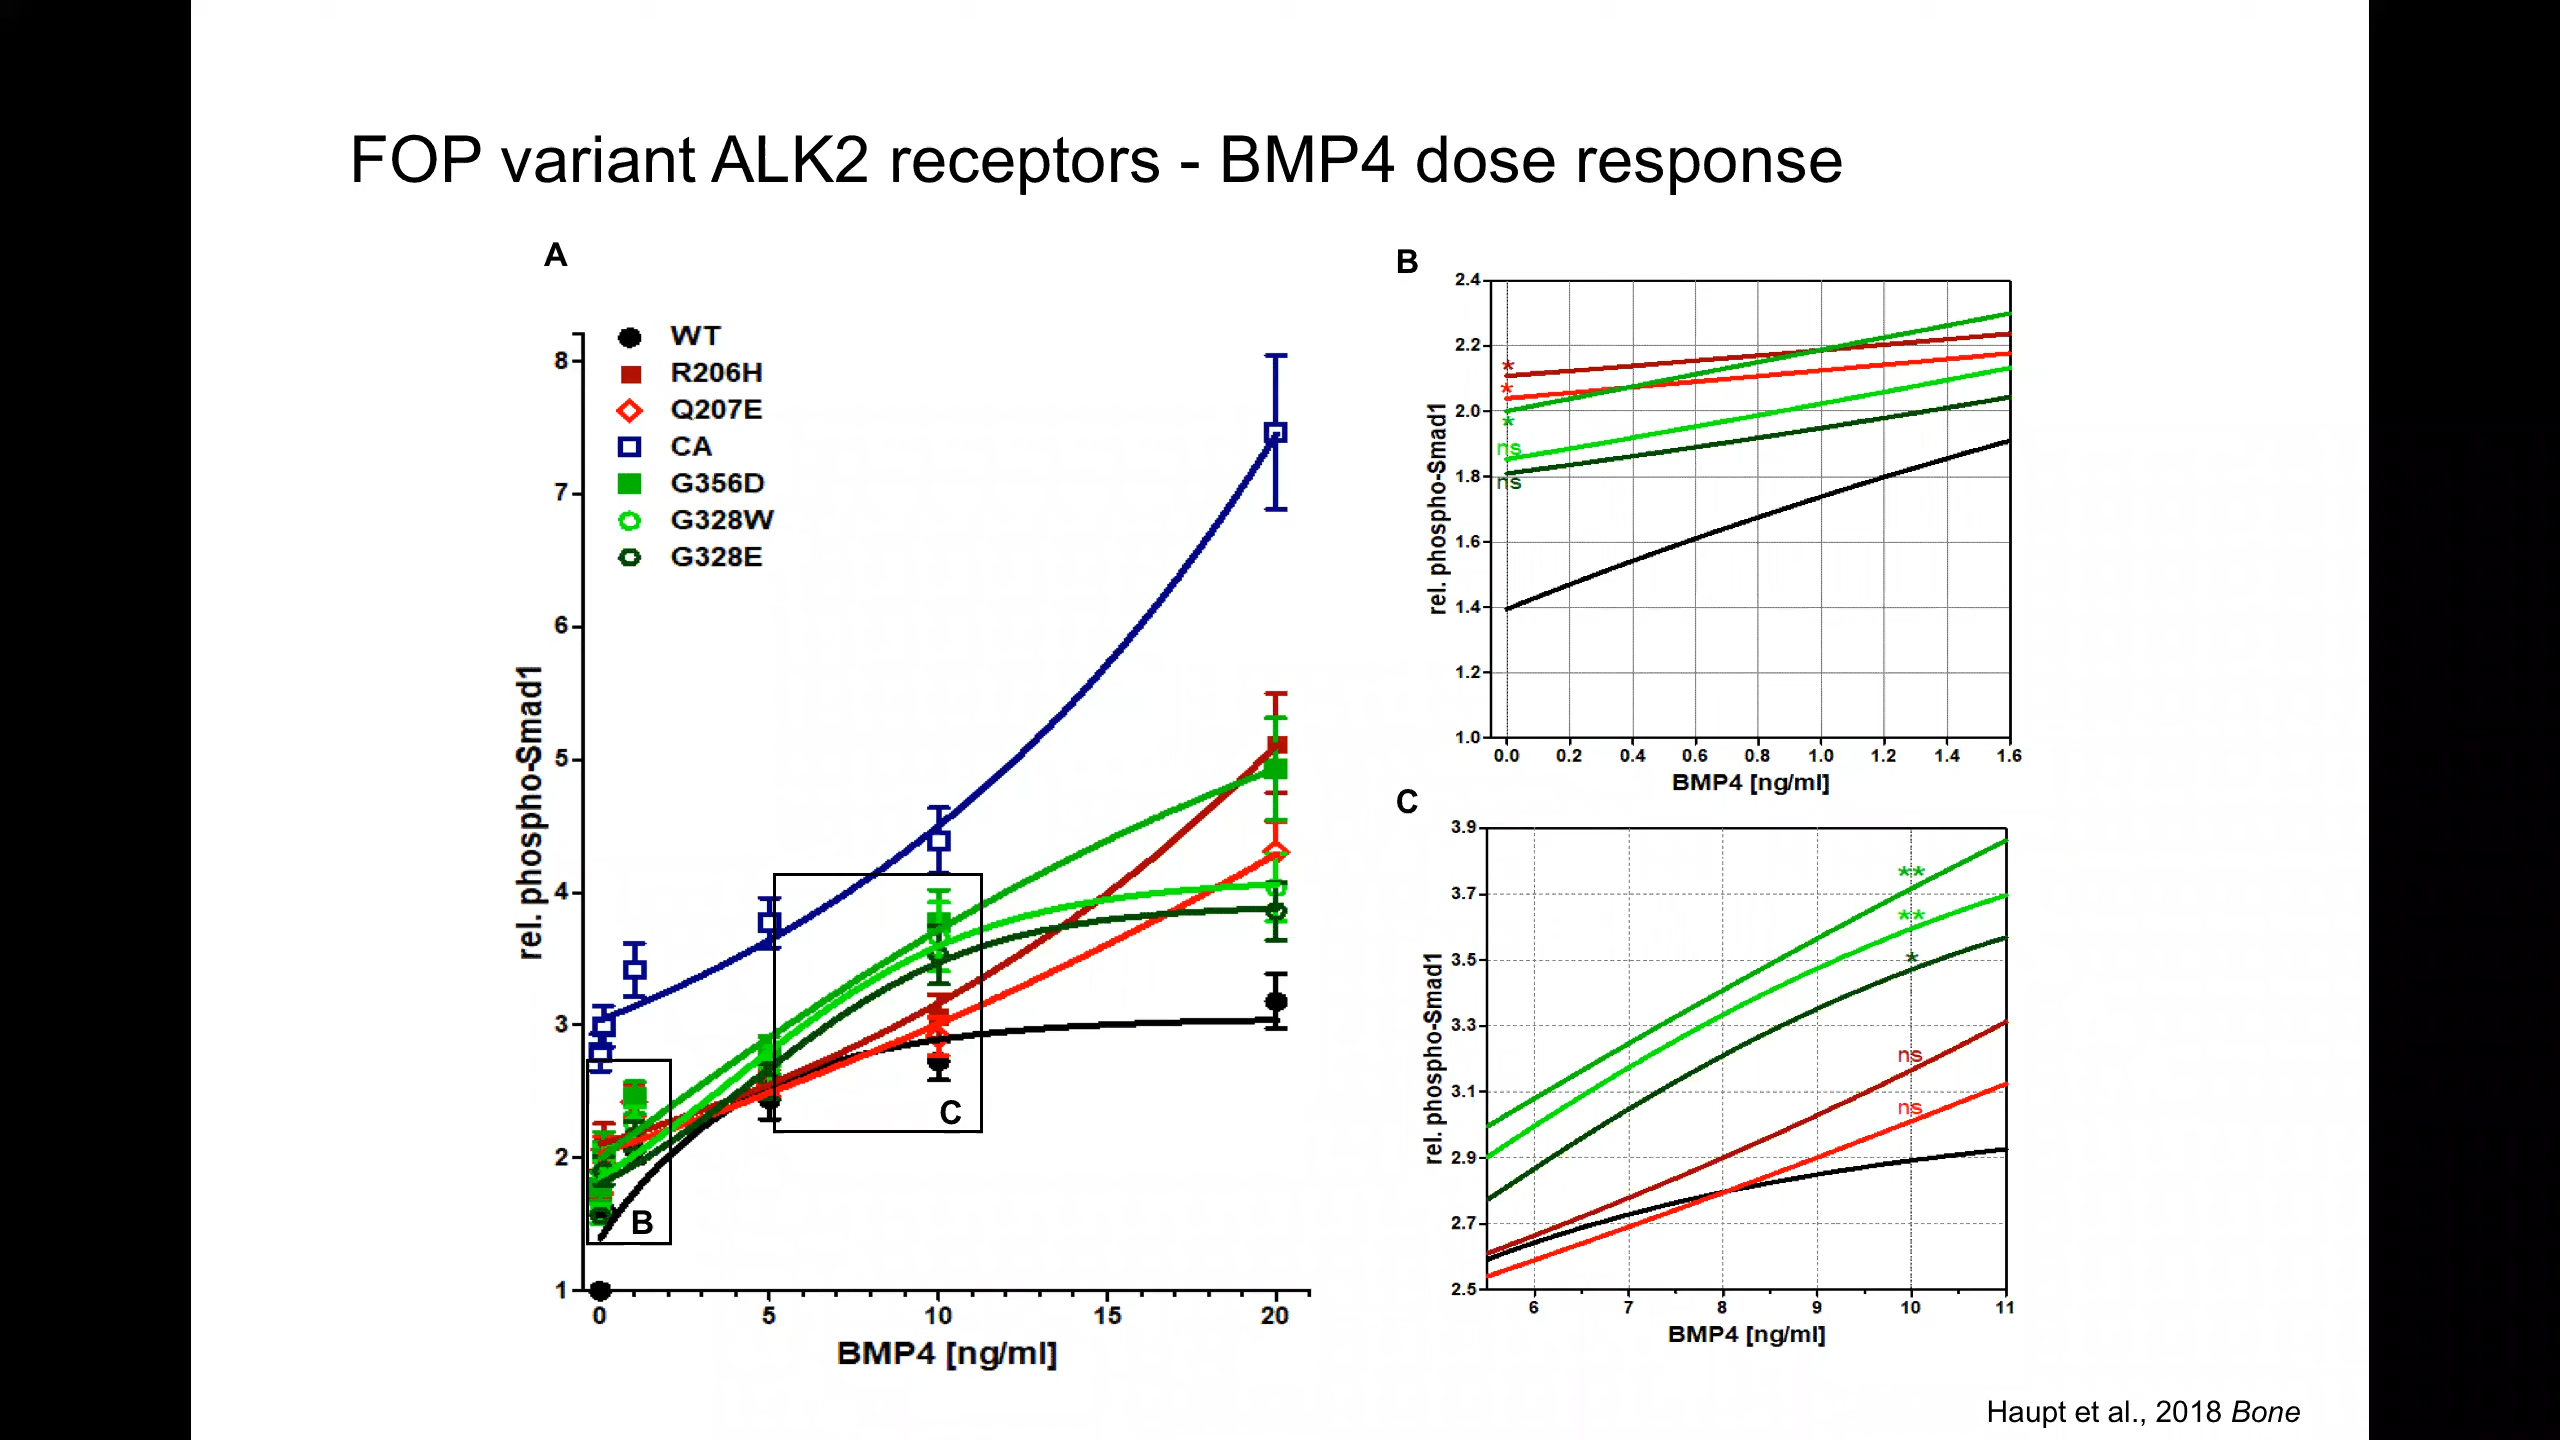 FOP variant ALK2 receptors - BMP4 dose response
A
WT
R206H
Q207E
CA
G356D
G328W
G328E
8
7
6
5
4
3
2
1
rel. phospho-Smad1
C
B
0 5 10 15 20
BMP4 [ng/ml]
B
2.4
2.2
2.0
1.8
1.6
1.4
1.2
1.0
rel. phospho-Smad1
*
*
*
ns
ns
0.0 0.2 0.4 0.6 0.8 1.0 1.2 1.4 1.6
BMP4 [ng/ml]
C
3.9
3.7
3.5
3.3
3.1
2.9
2.7
2.5
rel. phospho-Smad1
**
**
*
ns
ns
6 7 8 9 10 11
BMP4 [ng/ml]
Haupt et al., 2018 Bone